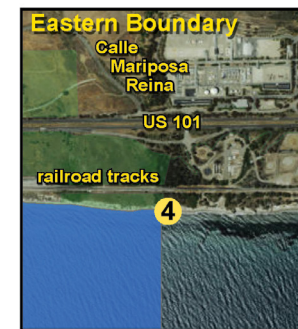 Eastern Boundary
Calle
Mariposa
Reina
US 101
railroad tracks
4